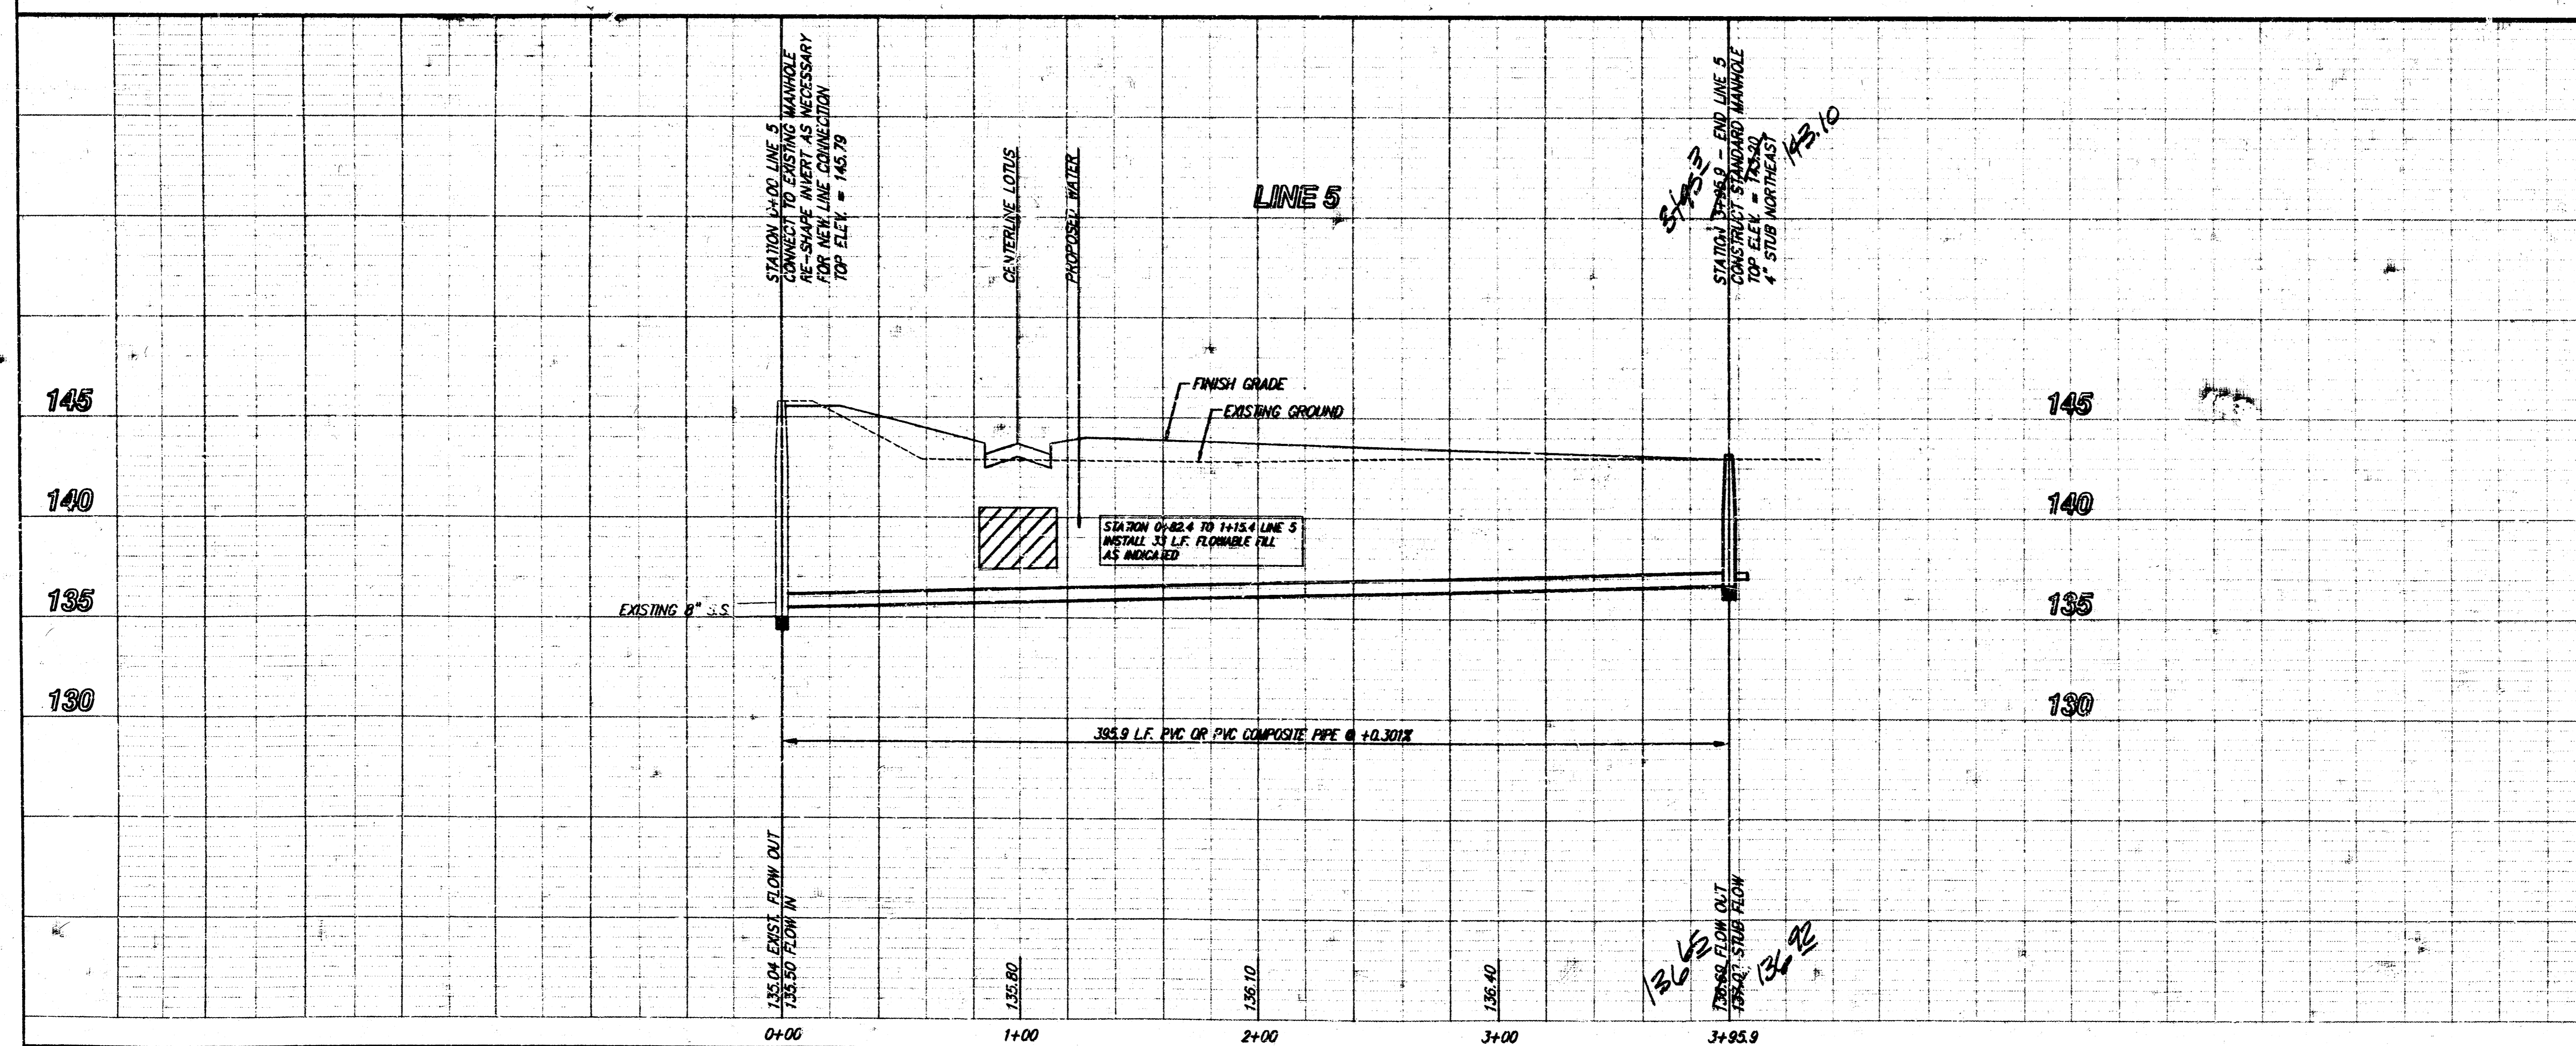 STATION 0+00 LINE 5
CONNECT TO EXISTING MANHOLE
RE-SHAPE INVERT AS NECESSARY
FOR NEW LINE CONNECTION
TOP ELEV. = 145.79
CENTERLINE LOTUS
PROPOSED WATER
LINE 5
3+95.3
STATION 3+95.9 - END LINE 5
CONSTRUCT STANDARD MANHOLE
TOP ELEV. = 143.20
4" STUB NORTHEAST
143.10
FINISH GRADE
EXISTING GROUND
145
140
135
130
145
140
135
130
STATION 0+82.4 TO 1+15.4 LINE 5
INSTALL 33 L.F. FLOWABLE FILL
AS INDICATED
EXISTING 8" S.S.
395.9 L.F. PVC OR PVC COMPOSITE PIPE @ +0.301%
135.04 EXIST. FLOW OUT
135.50 FLOW IN
135.80
136.10
136.40
136.65
FLOW OUT
STUB FLOW
136.92
0+00
1+00
2+00
3+00
3+95.9